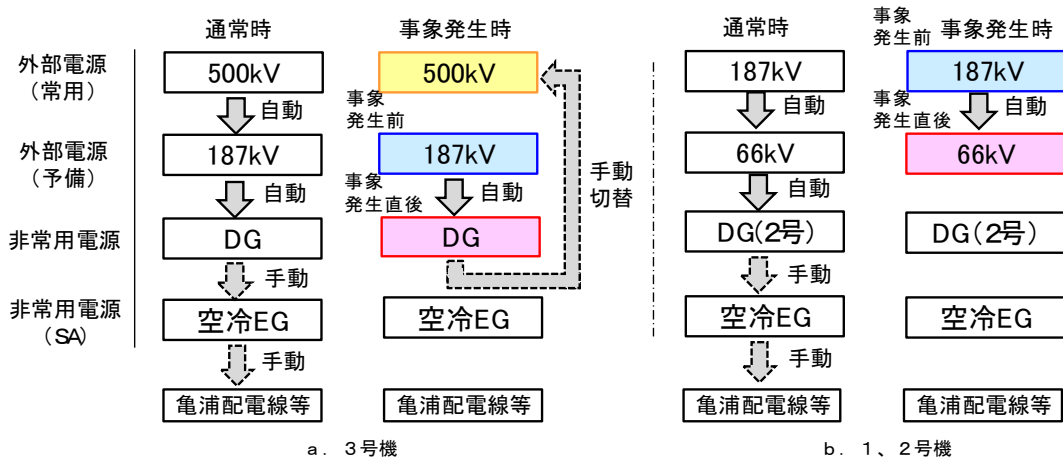 通常時
事象発生時
外部電源
（常用）
500kV
500kV
自動
事象
発生前
外部電源
（予備）
187kV
187kV
自動
事象
発生直後
自動
手動
切替
非常用電源
DG
DG
手動
非常用電源
（SA）
空冷EG
空冷EG
手動
亀浦配電線等
亀浦配電線等
a． ３号機
通常時
事象
発生前
事象発生時
187kV
187kV
自動
事象
発生直後
自動
66kV
66kV
自動
DG（2号）
DG（2号）
手動
空冷EG
空冷EG
手動
亀浦配電線等
亀浦配電線等
b． １、２号機